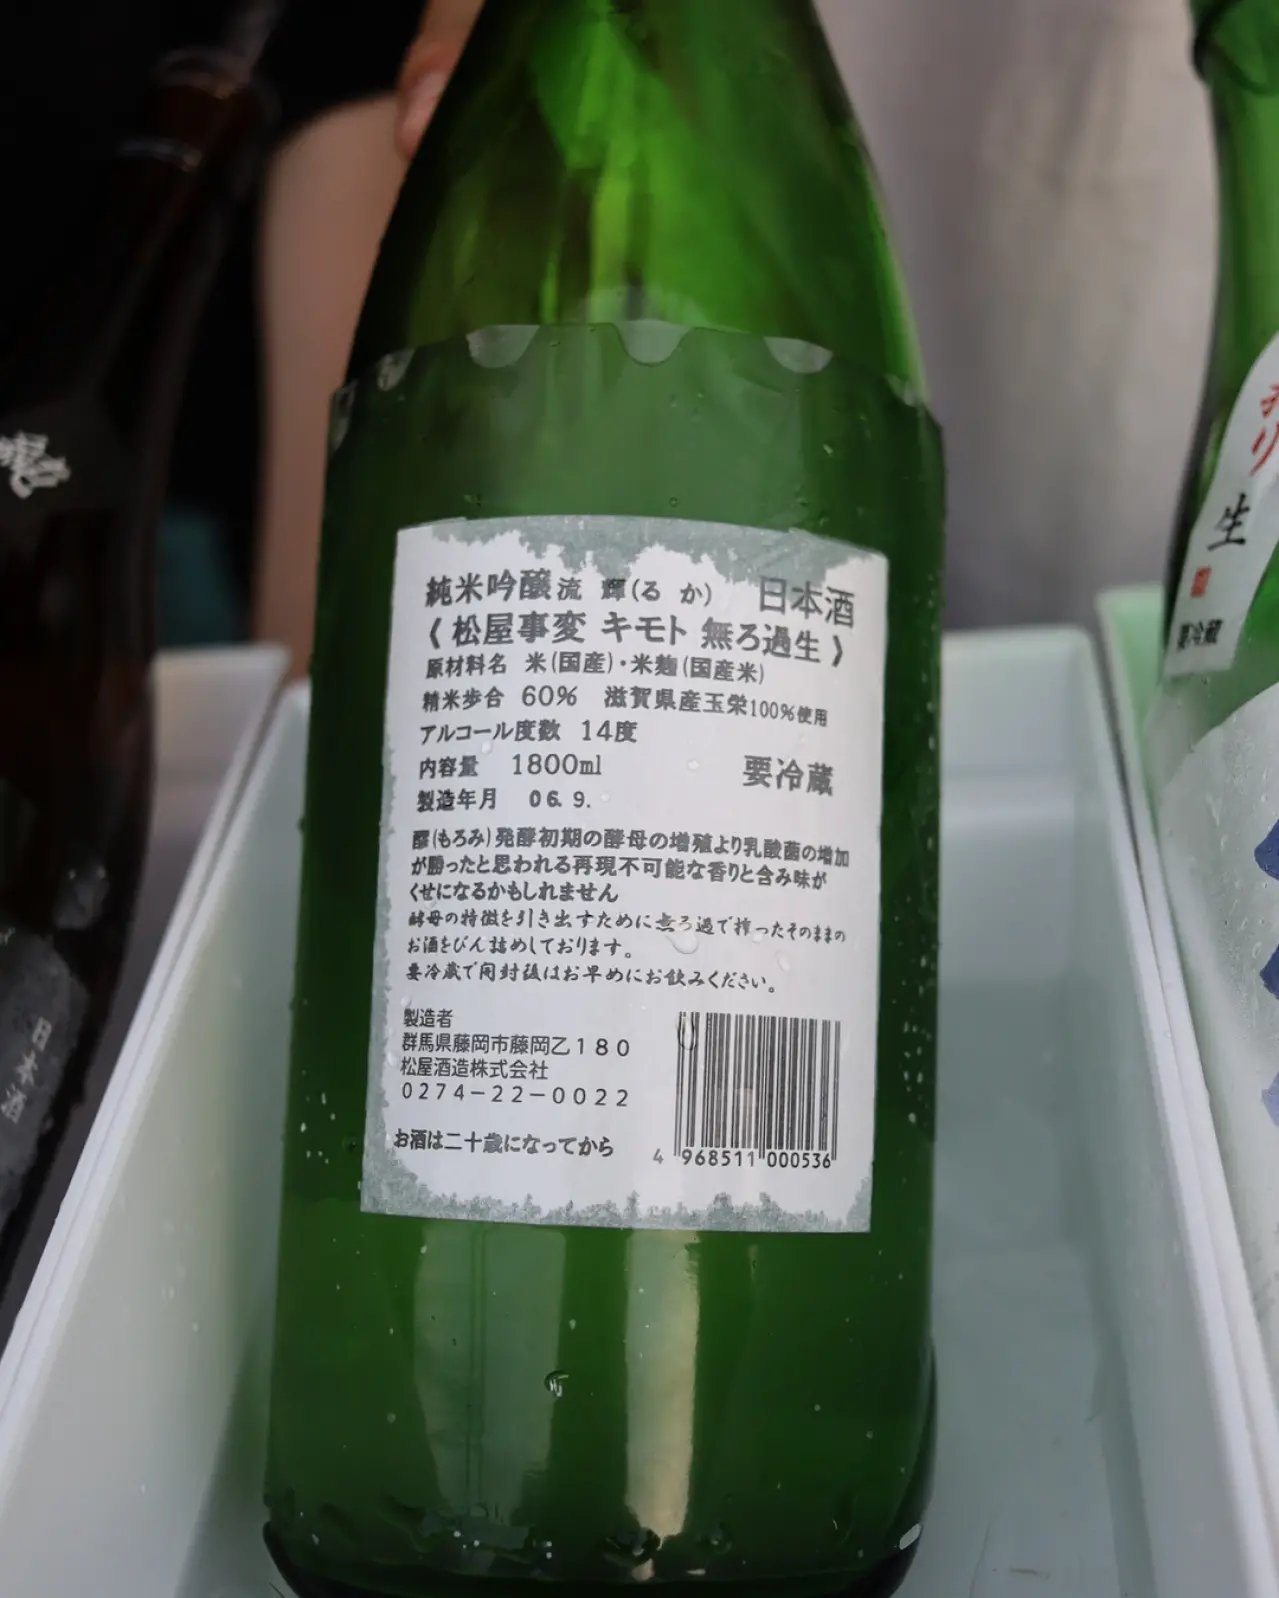 純米吟醸 流 輝(る か) 日本酒
《松屋事変 キモト 無ろ過生》
原材料名 米(国産)・米麹(国産米)
精米歩合 60% 滋賀県産玉栄100%使用
アルコール度数 14度
内容量 1800ml 要冷蔵
製造年月 06. 9.
醪(もろみ)発酵初期の酵母の増殖より乳酸菌の増加
が勝ったと思われる再現不可能な香りと含み味が
くせになるかもしれません
酵母の特徴を引き出すために無ろ過で搾ったそのままの
お酒をびん詰めしております。
要冷蔵で開封後はお早めにお飲みください。
製造者
群馬県藤岡市藤岡乙180
松屋酒造株式会社
0274-22-0022
お酒は二十歳になってから
4 968511 000536
生
要冷蔵
日本酒